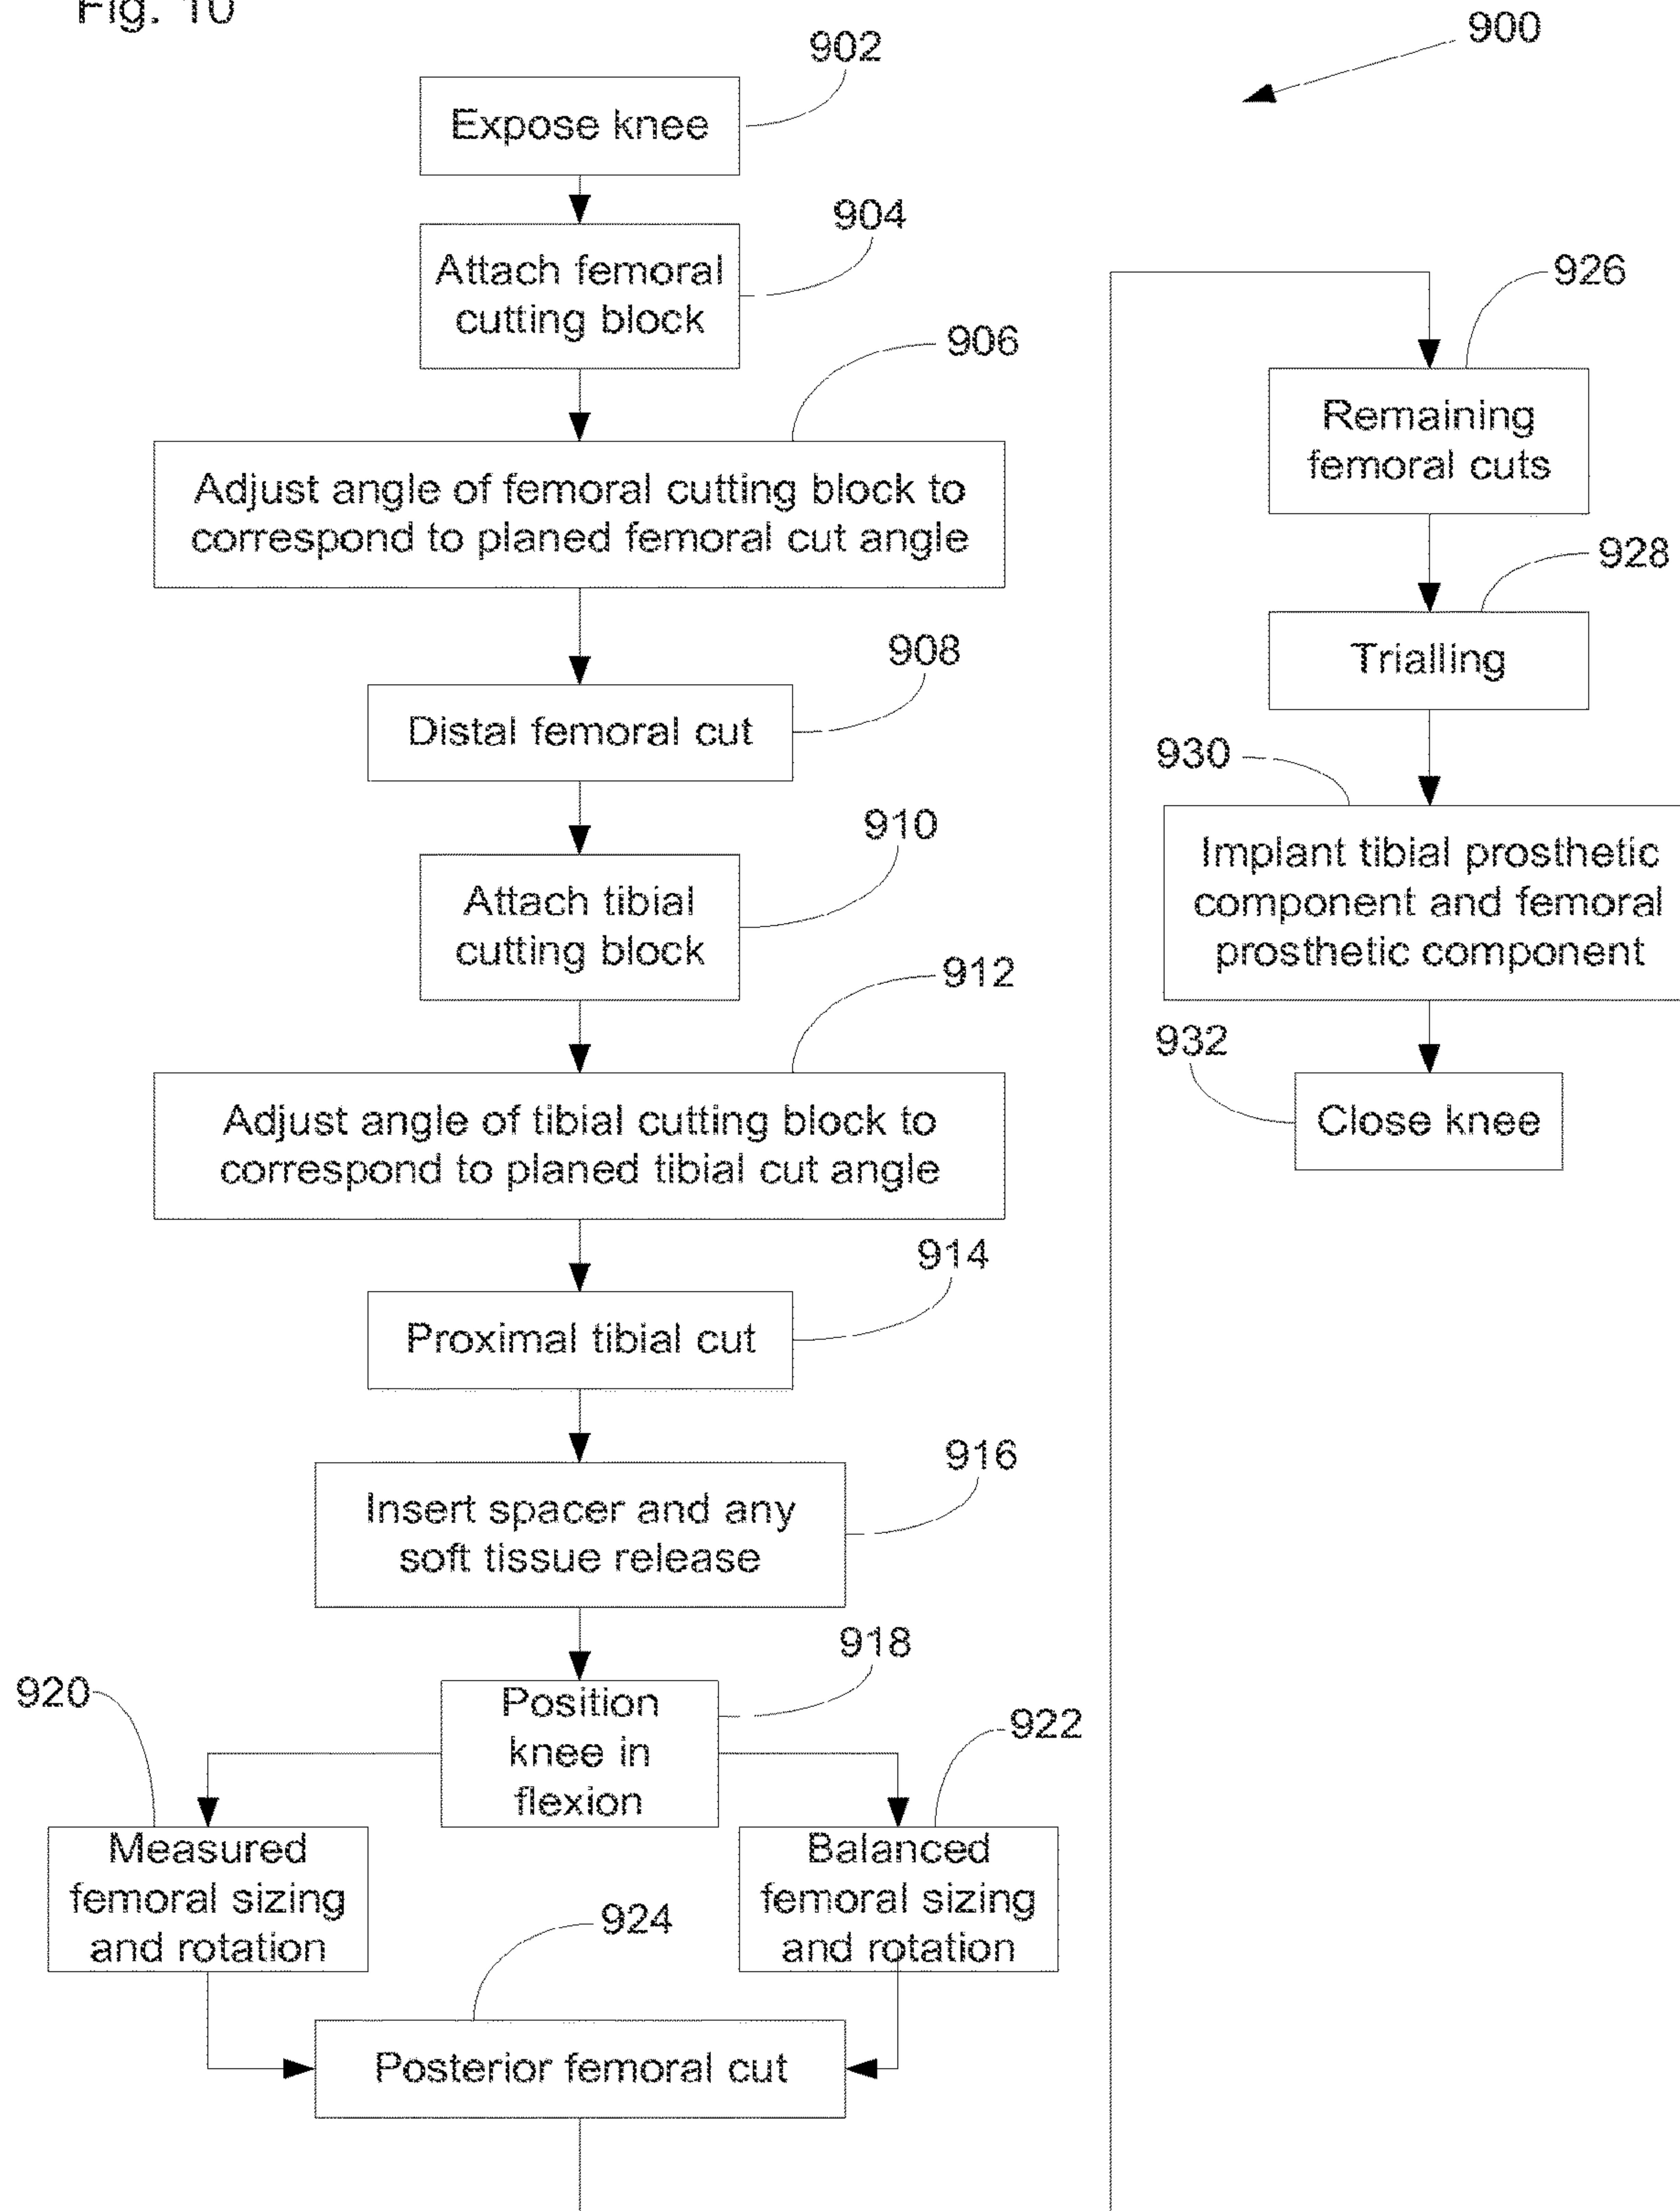 Fig. 10
900
902
Expose knee
904
Attach femoral
cutting block
906
Adjust angle of femoral cutting block to
correspond to planed femoral cut angle
908
Distal femoral cut
910
Attach tibial
cutting block
912
Adjust angle of tibial cutting block to
correspond to planed tibial cut angle
914
Proximal tibial cut
916
Insert spacer and any
soft tissue release
918
Position
knee in
flexion
920
Measured
femoral sizing
and rotation
922
Balanced
femoral sizing
and rotation
924
Posterior femoral cut
926
Remaining
femoral cuts
928
Trialling
930
Implant tibial prosthetic
component and femoral
prosthetic component
932
Close knee